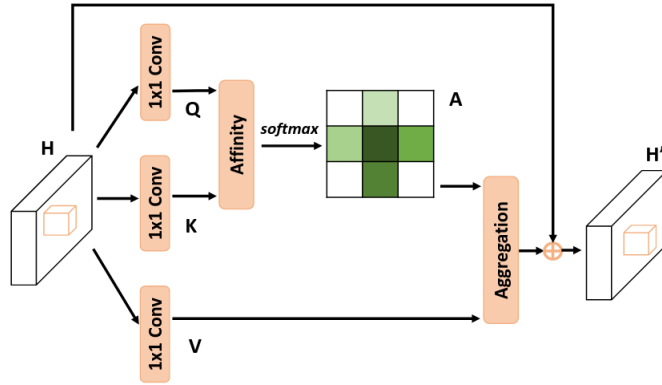 1x1 Conv
Q
softmax
A
H
Affinity
1x1 Conv
K
H'
Aggregation
1x1 Conv
V